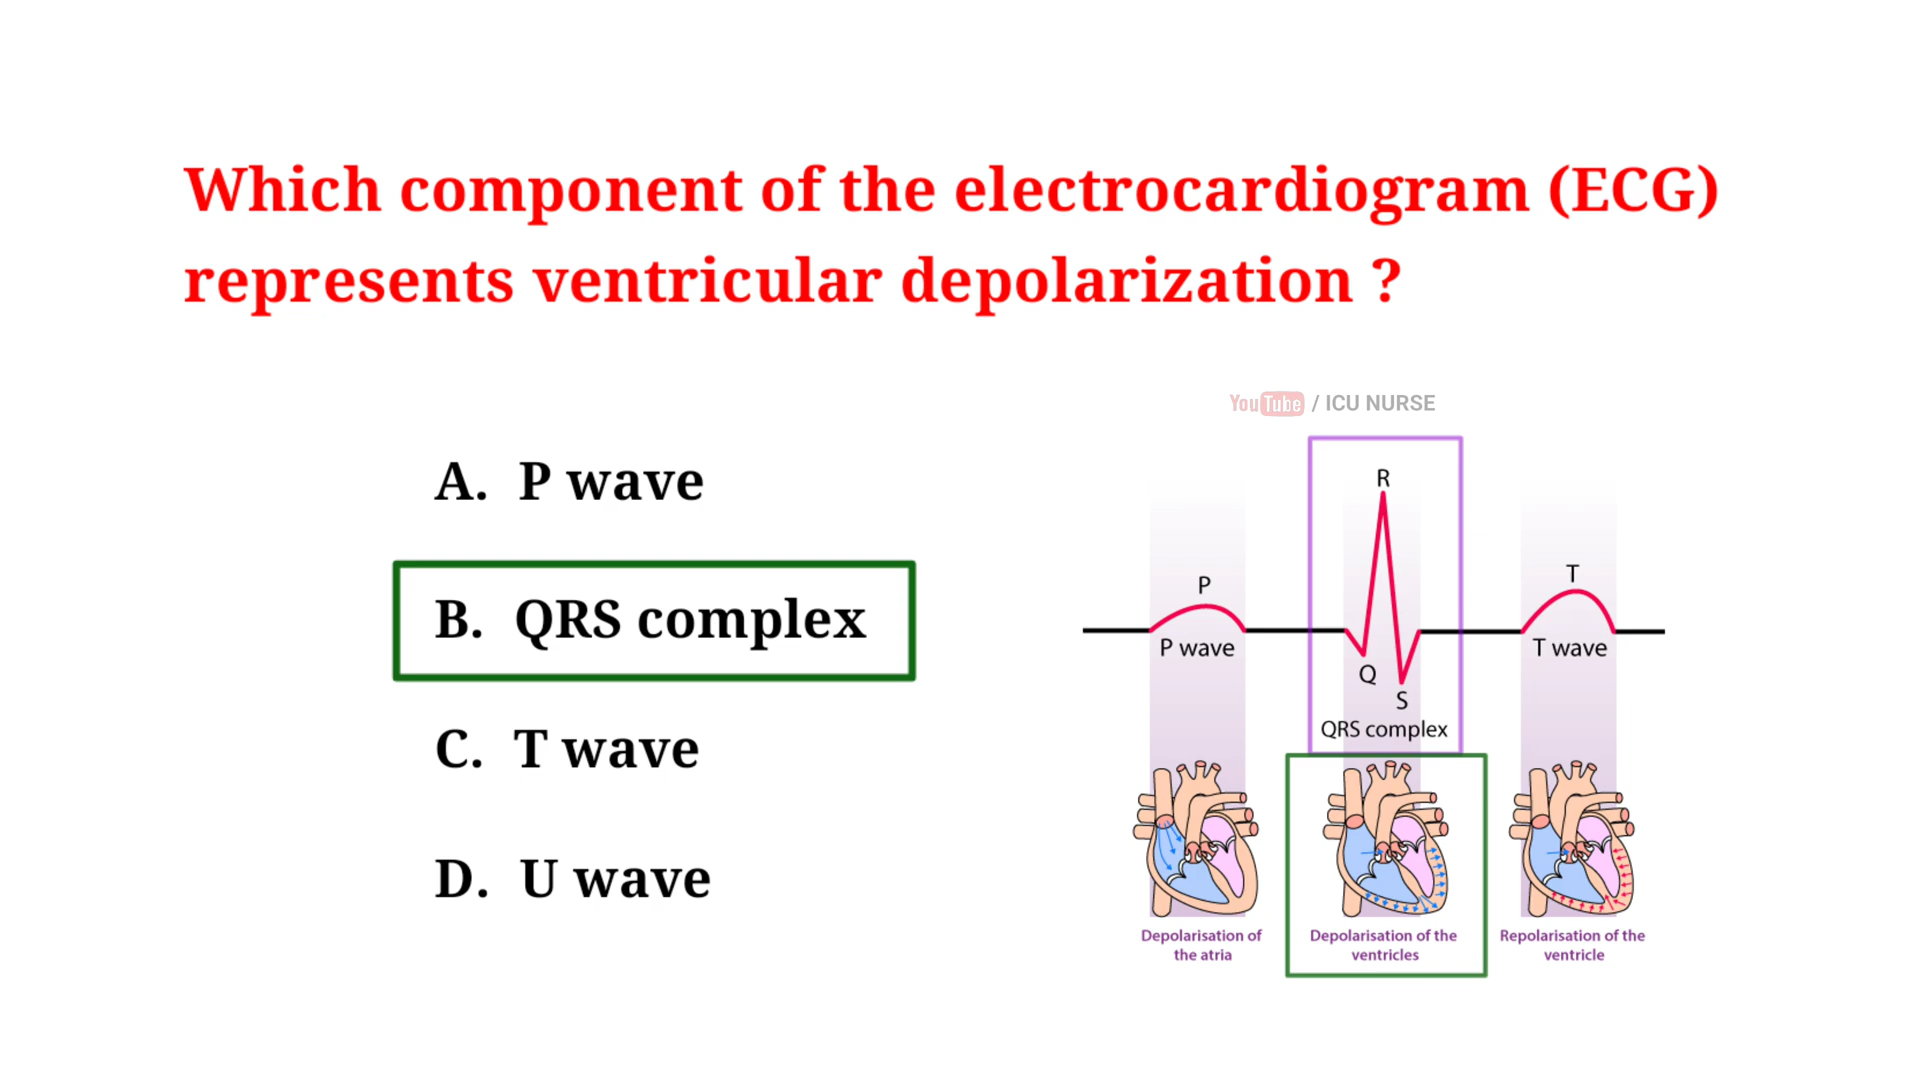 Which component of the electrocardiogram (ECG)
represents ventricular depolarization ?
YouTube / ICU NURSE
A. P wave
B. QRS complex
C. T wave
D. U wave
R
P
T
P wave
T wave
Q
S
QRS complex
Depolarisation of
the atria
Depolarisation of the
ventricles
Repolarisation of the
ventricle